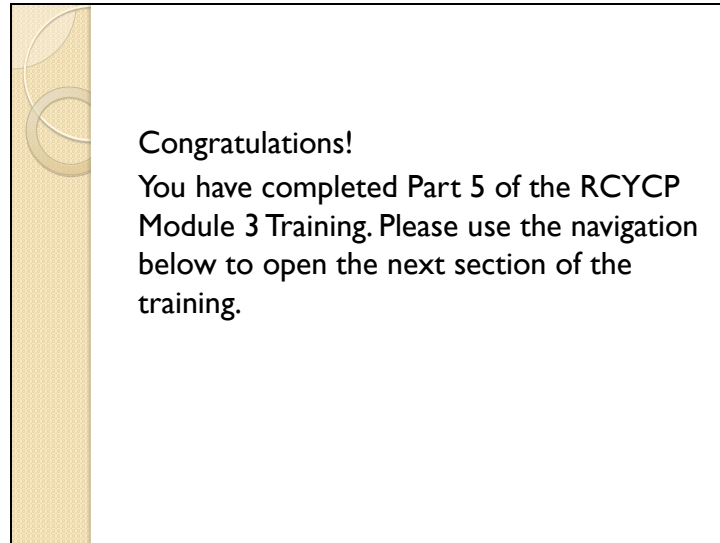 Congratulations!
You have completed Part 5 of the RCYCP
Module 3 Training. Please use the navigation
below to open the next section of the
training.